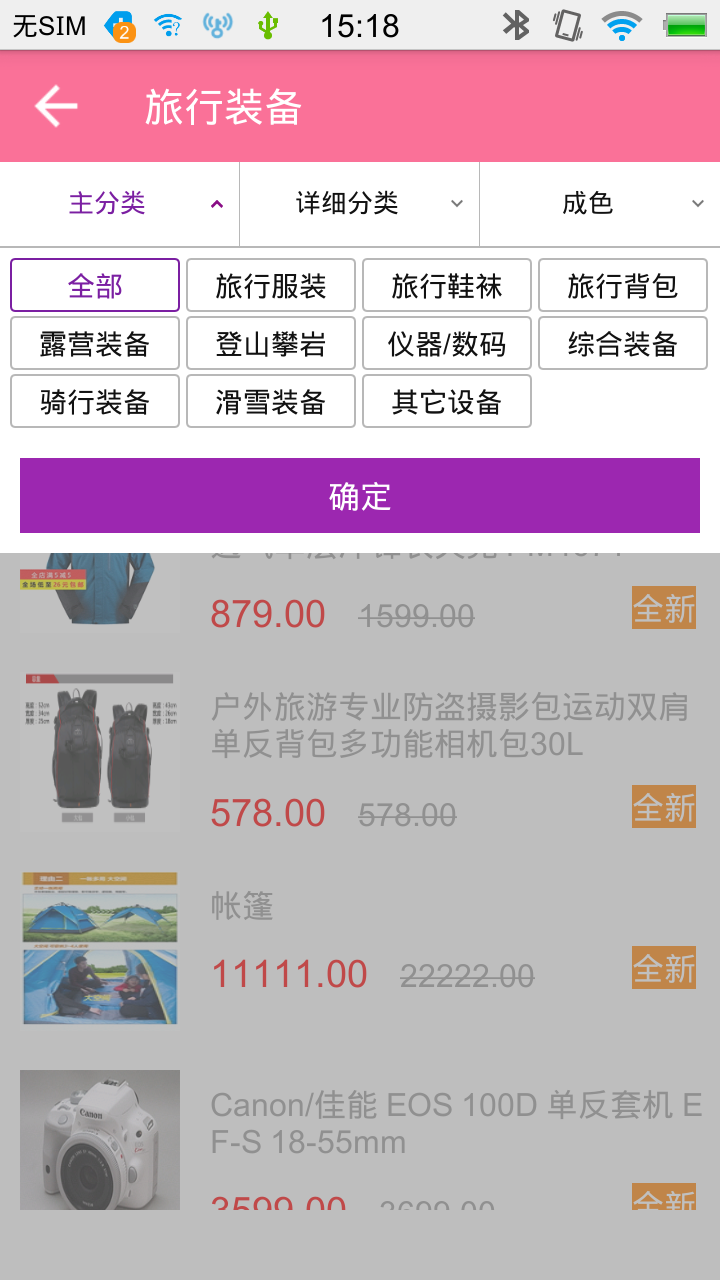 无SIM 2 15:18
旅行装备
主分类 详细分类 成色
全部 旅行服装 旅行鞋袜 旅行背包
露营装备 登山攀岩 仪器/数码 综合装备
骑行装备 滑雪装备 其它设备
确定
879.00 1599.00 全新
户外旅游专业防盗摄影包运动双肩
单反背包多功能相机包30L
578.00 578.00 全新
帐篷
11111.00 22222.00 全新
Canon
Canon/佳能 EOS 100D 单反套机 E
F-S 18-55mm
3599.00 3699.00 全新